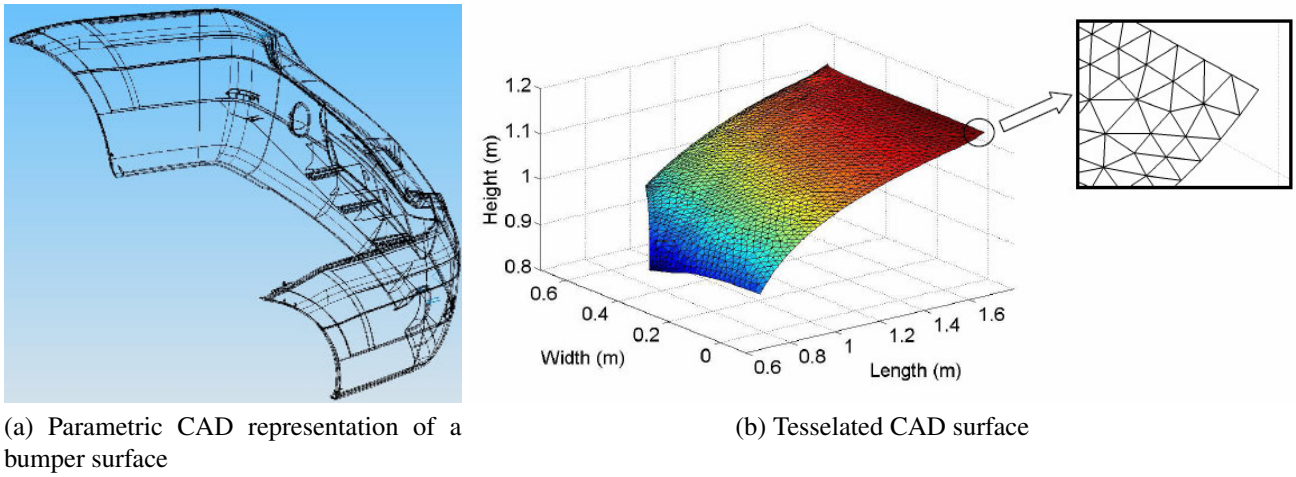 1.2
1.1
1
0.9
0.8
Height (m)
0.6
0.4
0.2
0
Width (m)
0.6
0.8
1
1.2
1.4
1.6
Length (m)
(a) Parametric CAD representation of a
bumper surface
(b) Tesselated CAD surface